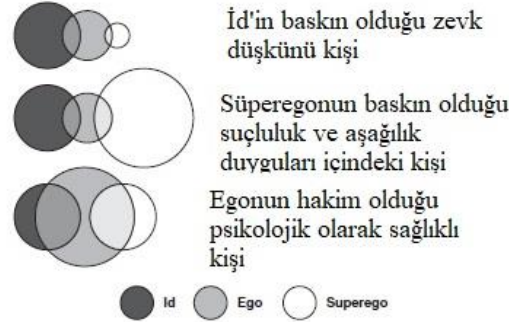 İd'in baskın olduğu zevk
düşkünü kişi
Süperegonun baskın olduğu
suçluluk ve aşağılık
duyguları içindeki kişi
Egonun hakim olduğu
psikolojik olarak sağlıklı
kişi
Id Ego Superego